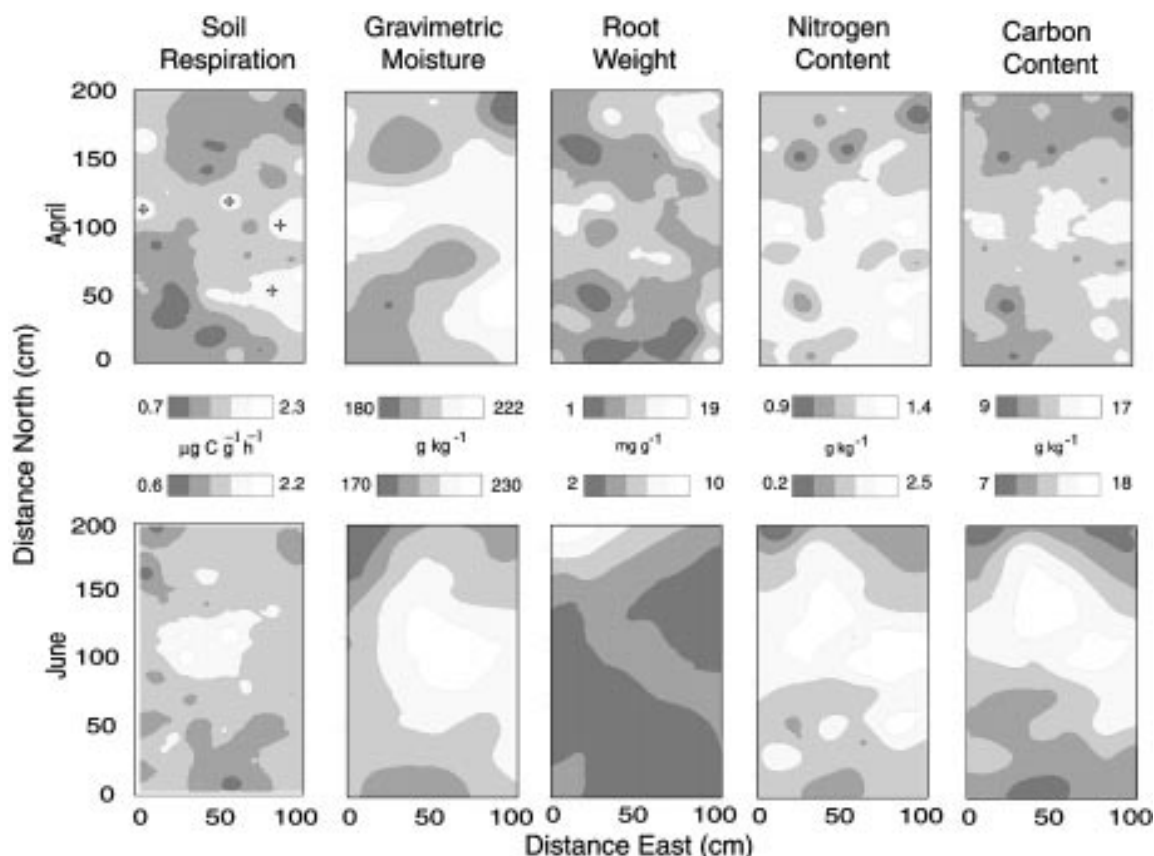 Soil Respiration
Gravimetric Moisture
Root Weight
Nitrogen Content
Carbon Content
Distance North (cm)
April
200
150
100
50
0
0.7 2.3
180 222
1 19
0.9 1.4
9 17
µg C g⁻¹ h⁻¹
g kg⁻¹
mg g⁻¹
g kg⁻¹
g kg⁻¹
0.6 2.2
170 230
2 10
0.2 2.5
7 18
June
200
150
100
50
0
0 50 100
0 50 100
0 50 100
0 50 100
0 50 100
Distance East (cm)